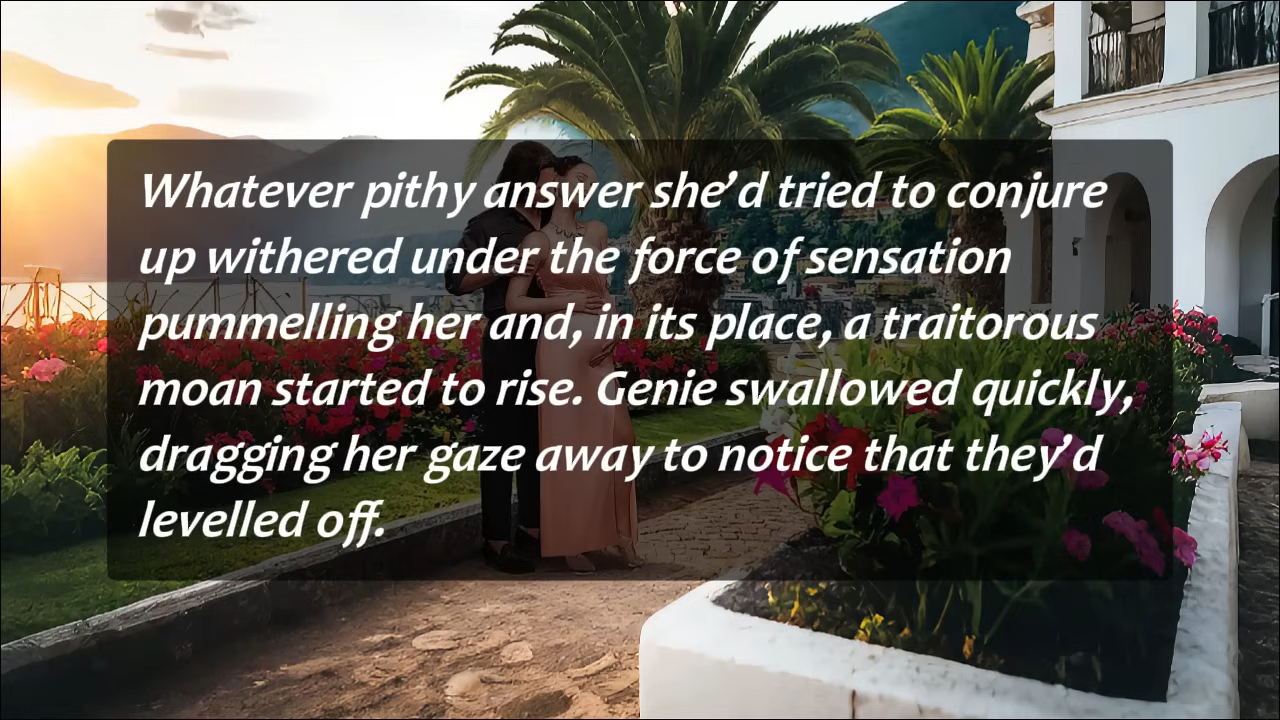 Whatever pithy answer she’d tried to conjure
up withered under the force of sensation
pummelling her and, in its place, a traitorous
moan started to rise. Genie swallowed quickly,
dragging her gaze away to notice that they’d
levelled off.